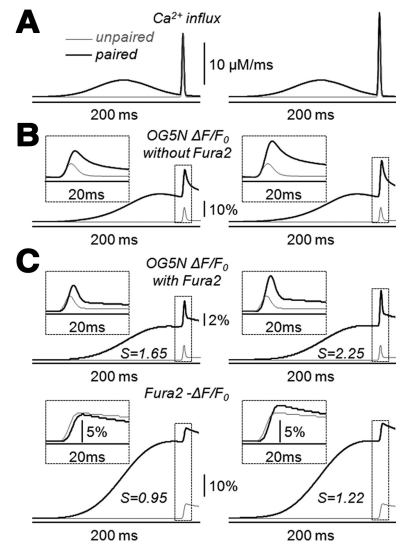 A
Ca²⁺ influx
unpaired
paired
10 µM/ms
200 ms
200 ms
B
OG5N ΔF/F₀
without Fura2
20ms
20ms
10%
200 ms
200 ms
C
OG5N ΔF/F₀
with Fura2
20ms
20ms
2%
S=1.65
S=2.25
200 ms
200 ms
Fura2 -ΔF/F₀
5%
5%
20ms
20ms
10%
S=0.95
S=1.22
200 ms
200 ms